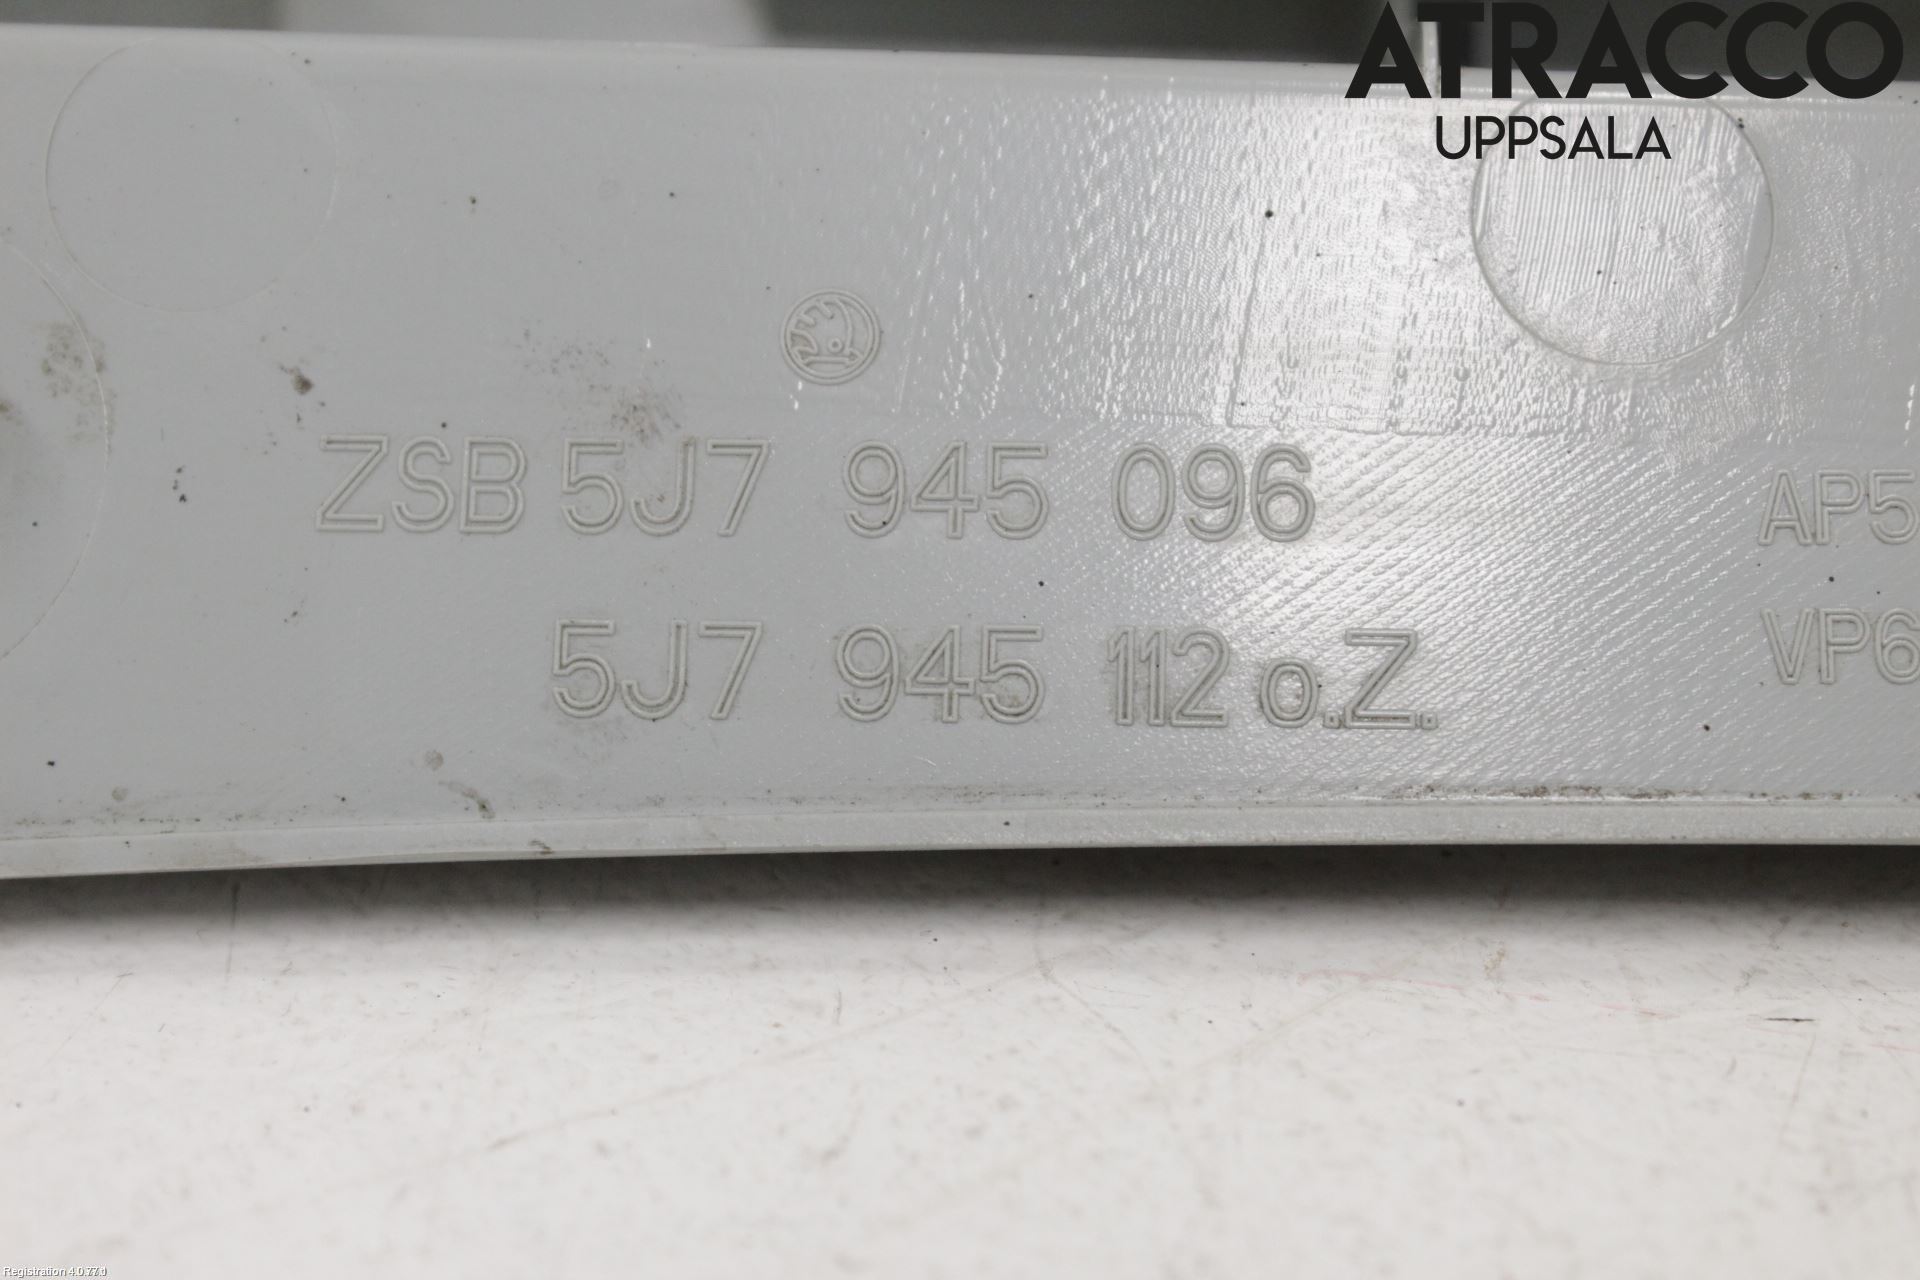 ATRACCO
UPPSALA
ZSB 5J7 945 096
AP5
5J7 945 112 o.Z.
VP6